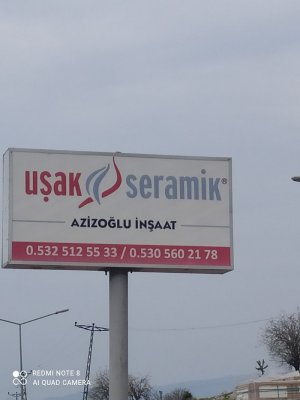 uşak seramik®
AZİZOĞLU İNŞAAT
0.532 512 55 33 / 0.530 560 21 78
REDMI NOTE 8
AI QUAD CAMERA